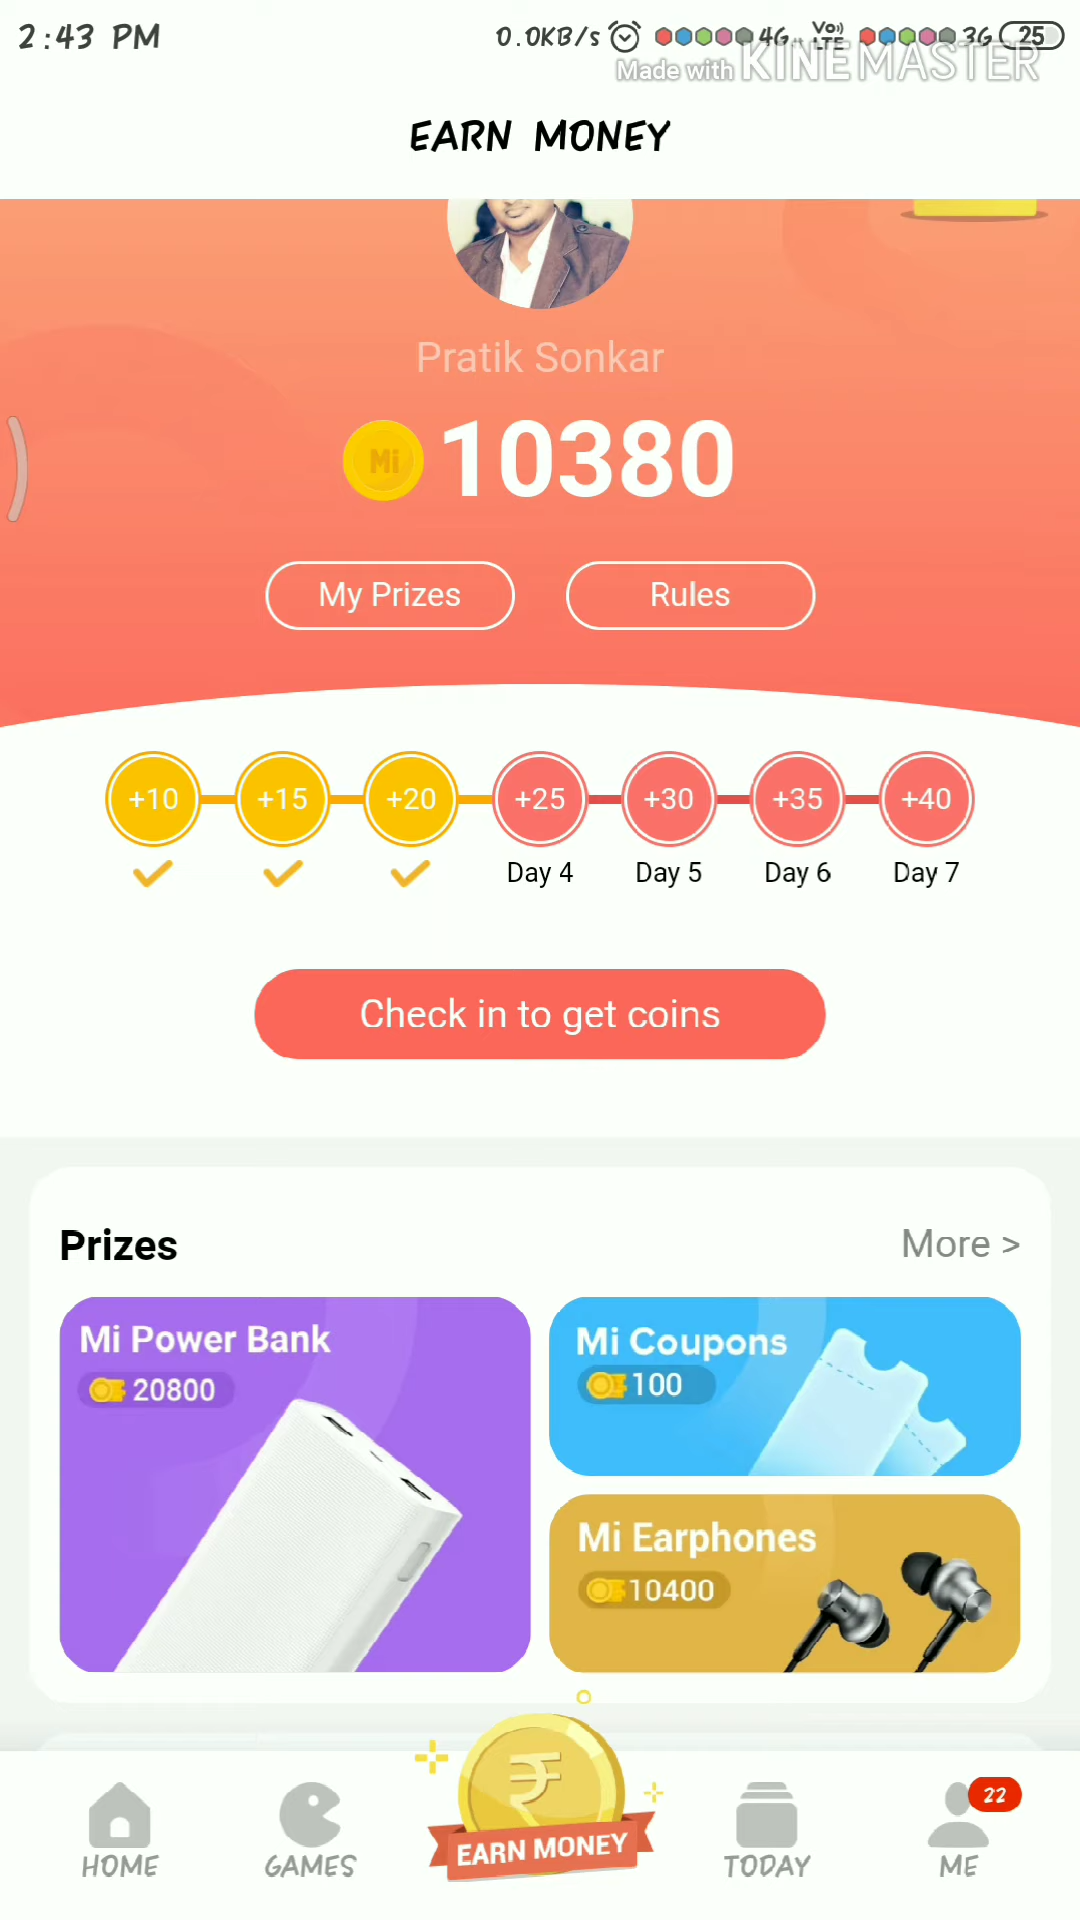 2:43 PM
0.0KB/s 4G Vo)) LTE 3G 25
Made with KINEMASTER
EARN MONEY
Pratik Sonkar
Mi 10380
My Prizes Rules
+10 +15 +20 +25 +30 +35 +40
Day 4 Day 5 Day 6 Day 7
Check in to get coins
Prizes More >
Mi Power Bank
20800
Mi Coupons
100
Mi Earphones
10400
₹
EARN MONEY
22
HOME GAMES TODAY ME